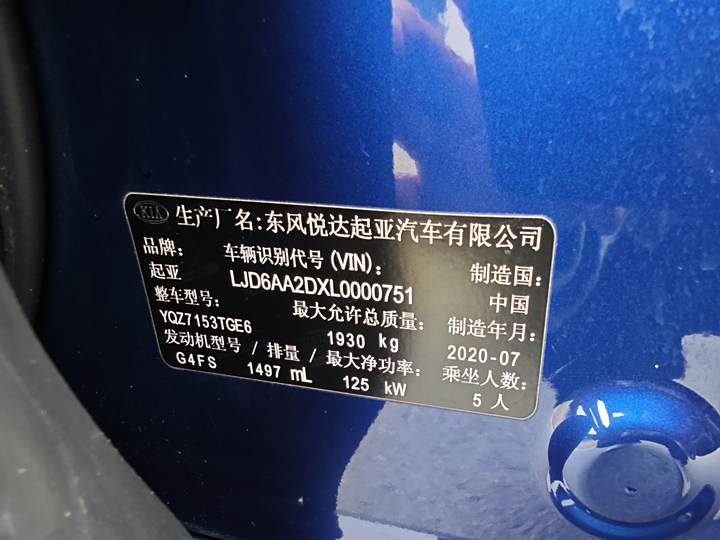 KIA 生产厂名:东风悦达起亚汽车有限公司
品牌: 车辆识别代号(VIN): 制造国:
起亚 LJD6AA2DXL0000751 中国
整车型号: 最大允许总质量: 制造年月:
YQZ7153TGE6 1930 kg 2020-07
发动机型号 / 排量 / 最大净功率: 乘坐人数:
G4FS 1497 mL 125 kW 5 人